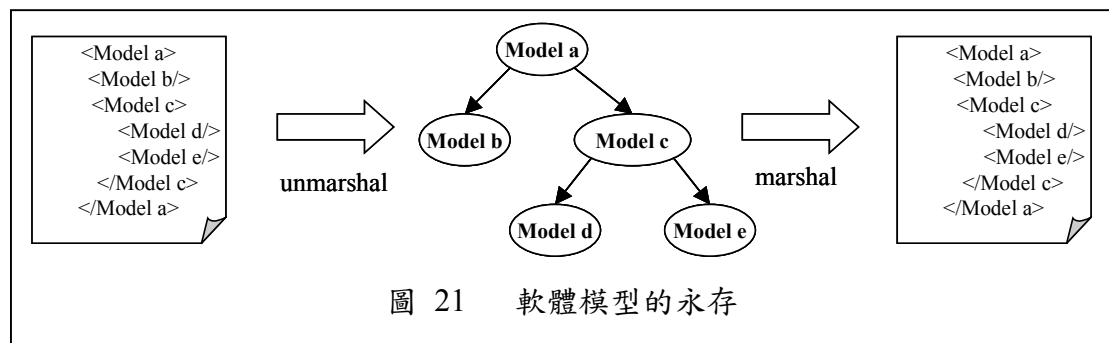 <Model a>
<Model b/>
<Model c>
<Model d/>
<Model e/>
</Model c>
</Model a>
unmarshal
Model a
Model b
Model c
Model d
Model e
marshal
<Model a>
<Model b/>
<Model c>
<Model d/>
<Model e/>
</Model c>
</Model a>
圖 21 軟體模型的永存